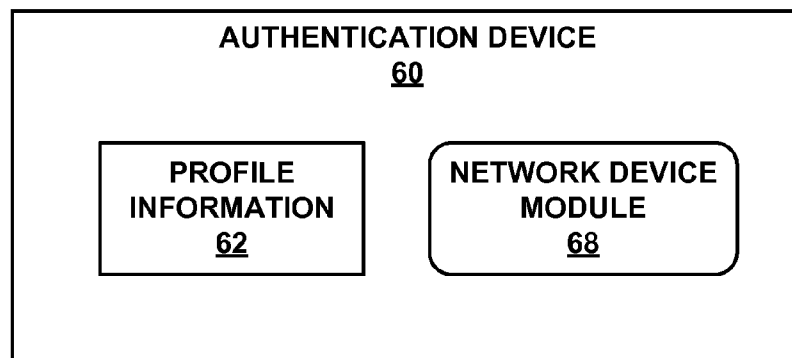 AUTHENTICATION DEVICE
60
PROFILE
INFORMATION
62
NETWORK DEVICE
MODULE
68